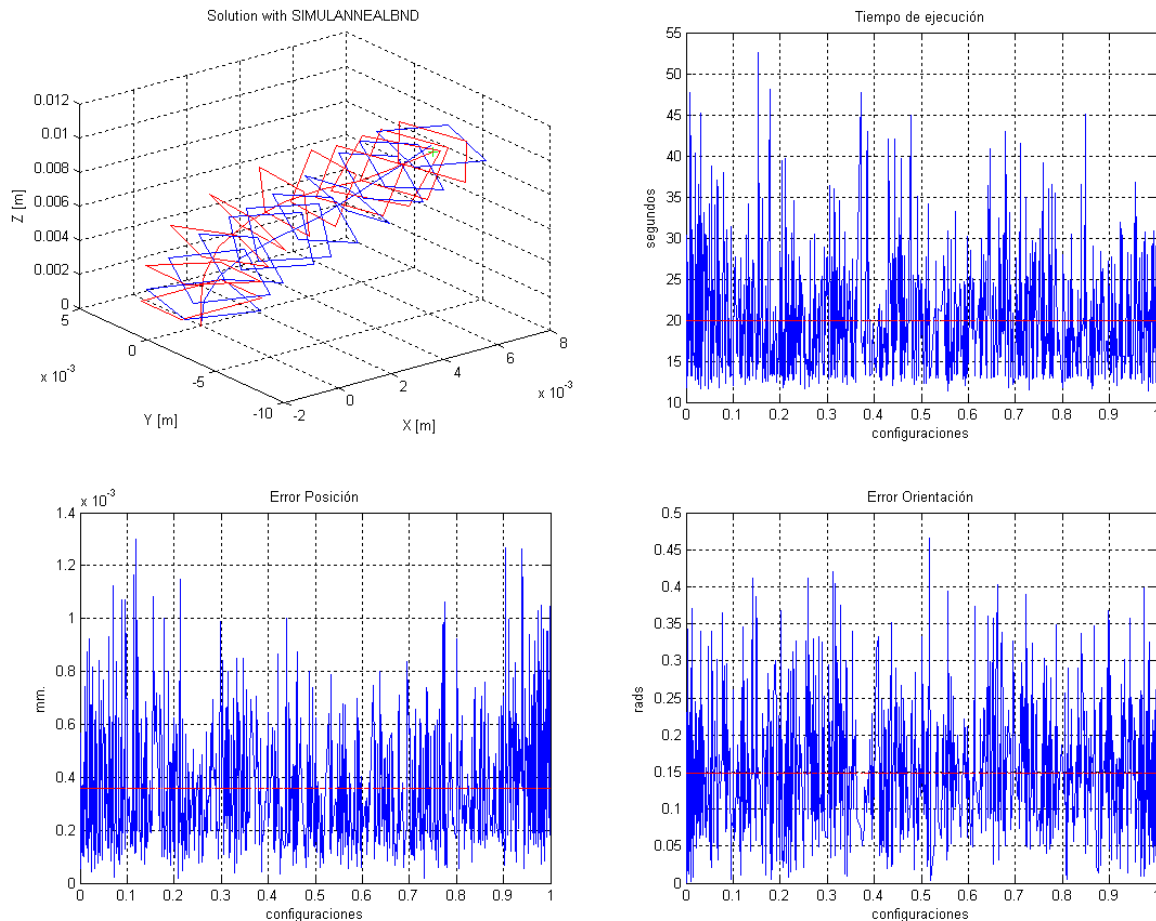 Solution with SIMULANNEALBND
0.012
0.01
0.008
0.006
0.004
0.002
0
Z [m]
5
0
-5
-10
x 10⁻³
Y [m]
-2
0
2
4
6
8
x 10⁻³
X [m]
Tiempo de ejecución
55
50
45
40
35
30
25
20
15
10
segundos
0 0.1 0.2 0.3 0.4 0.5 0.6 0.7 0.8 0.9 1
configuraciones
Error Posición
x 10⁻³
1.4
1.2
1
0.8
0.6
0.4
0.2
0
mm.
0 0.1 0.2 0.3 0.4 0.5 0.6 0.7 0.8 0.9 1
configuraciones
Error Orientación
0.5
0.45
0.4
0.35
0.3
0.25
0.2
0.15
0.1
0.05
0
rads
0 0.1 0.2 0.3 0.4 0.5 0.6 0.7 0.8 0.9 1
configuraciones